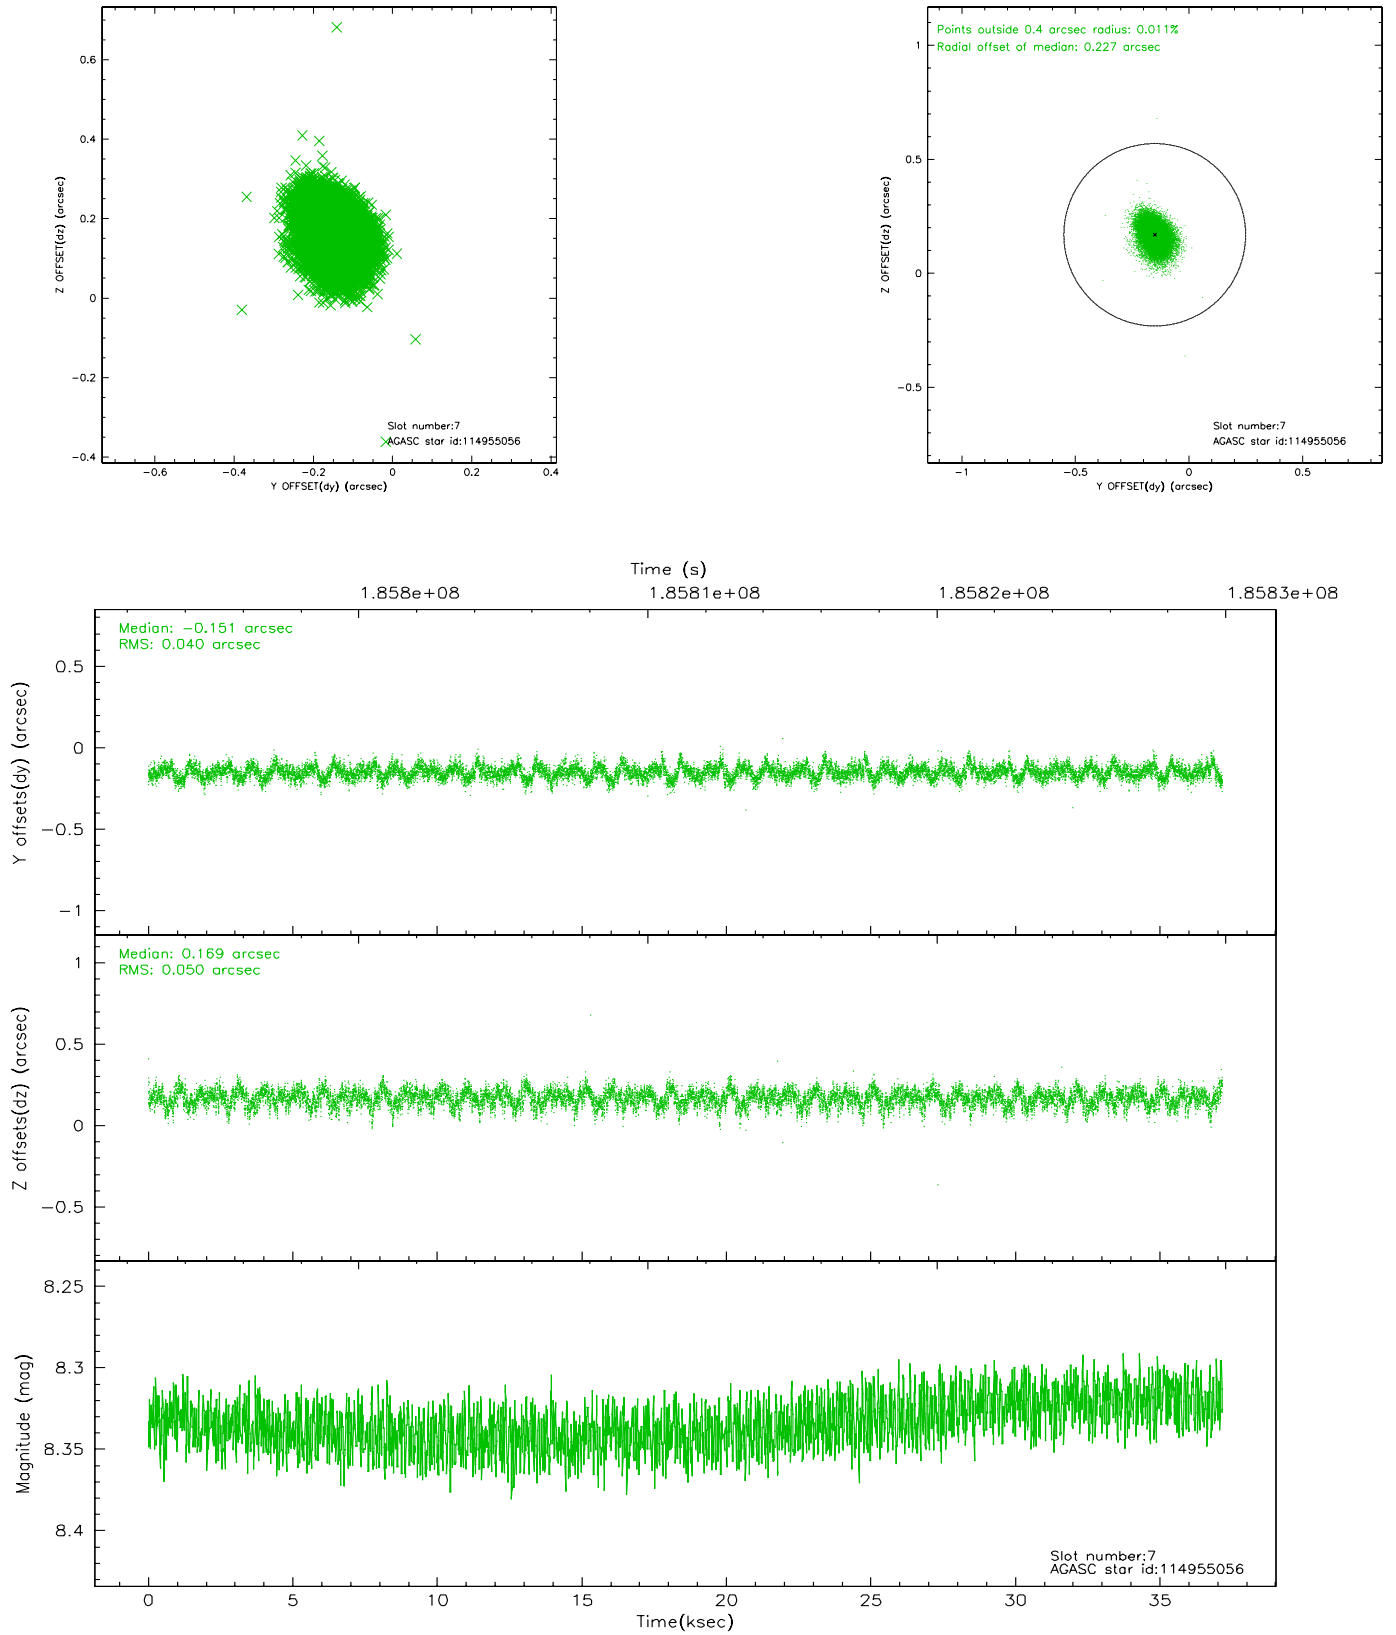 0.6
0.4
0.2
0
-0.2
-0.4
Z OFFSET(dz) (arcsec)
Slot number:7
AGASC star id:114955056
-0.6
-0.4
-0.2
0
0.2
0.4
Y OFFSET(dy) (arcsec)
Points outside 0.4 arcsec radius: 0.011%
Radial offset of median: 0.227 arcsec
1
0.5
0
-0.5
Z OFFSET(dz) (arcsec)
Slot number:7
AGASC star id:114955056
-1
-0.5
0
0.5
Y OFFSET(dy) (arcsec)
Time (s)
1.858e+08
1.8581e+08
1.8582e+08
1.8583e+08
Median: -0.151 arcsec
RMS: 0.040 arcsec
0.5
0
-0.5
-1
Y offsets(dy) (arcsec)
Median: 0.169 arcsec
RMS: 0.050 arcsec
1
0.5
0
-0.5
Z offsets(dz) (arcsec)
8.25
8.3
8.35
8.4
Magnitude (mag)
Slot number:7
AGASC star id:114955056
0
5
10
15
20
25
30
35
Time(ksec)